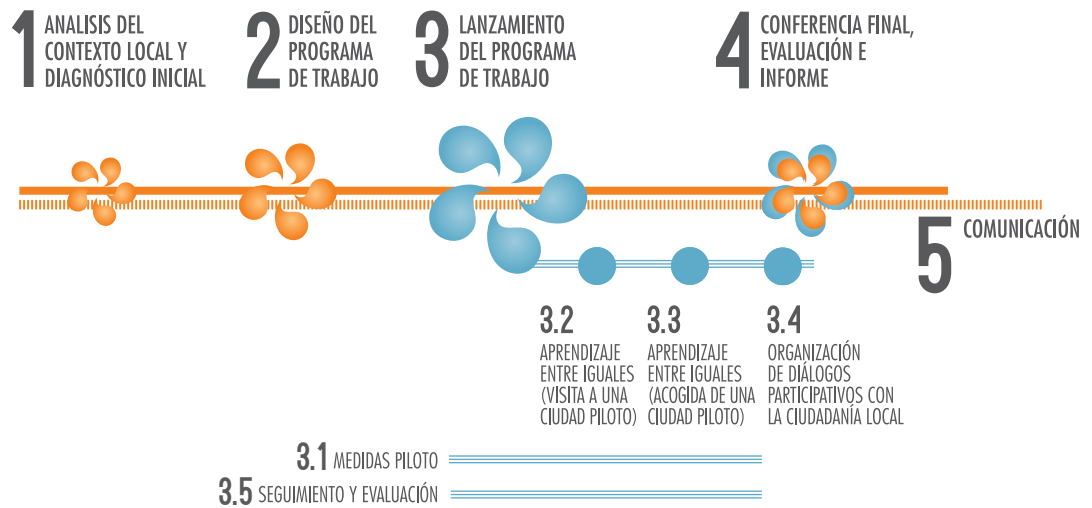 1 ANALISIS DEL
CONTEXTO LOCAL Y
DIAGNÓSTICO INICIAL
2 DISEÑO DEL
PROGRAMA
DE TRABAJO
3 LANZAMIENTO
DEL PROGRAMA
DE TRABAJO
4 CONFERENCIA FINAL,
EVALUACIÓN E
INFORME
5 COMUNICACIÓN
3.2
APRENDIZAJE
ENTRE IGUALES
(VISITA A UNA
CIUDAD PILOTO)
3.3
APRENDIZAJE
ENTRE IGUALES
(ACOGIDA DE UNA
CIUDAD PILOTO)
3.4
ORGANIZACIÓN
DE DIÁLOGOS
PARTICIPATIVOS CON
LA CIUDADANÍA LOCAL
3.1 MEDIDAS PILOTO
3.5 SEGUIMIENTO Y EVALUACIÓN